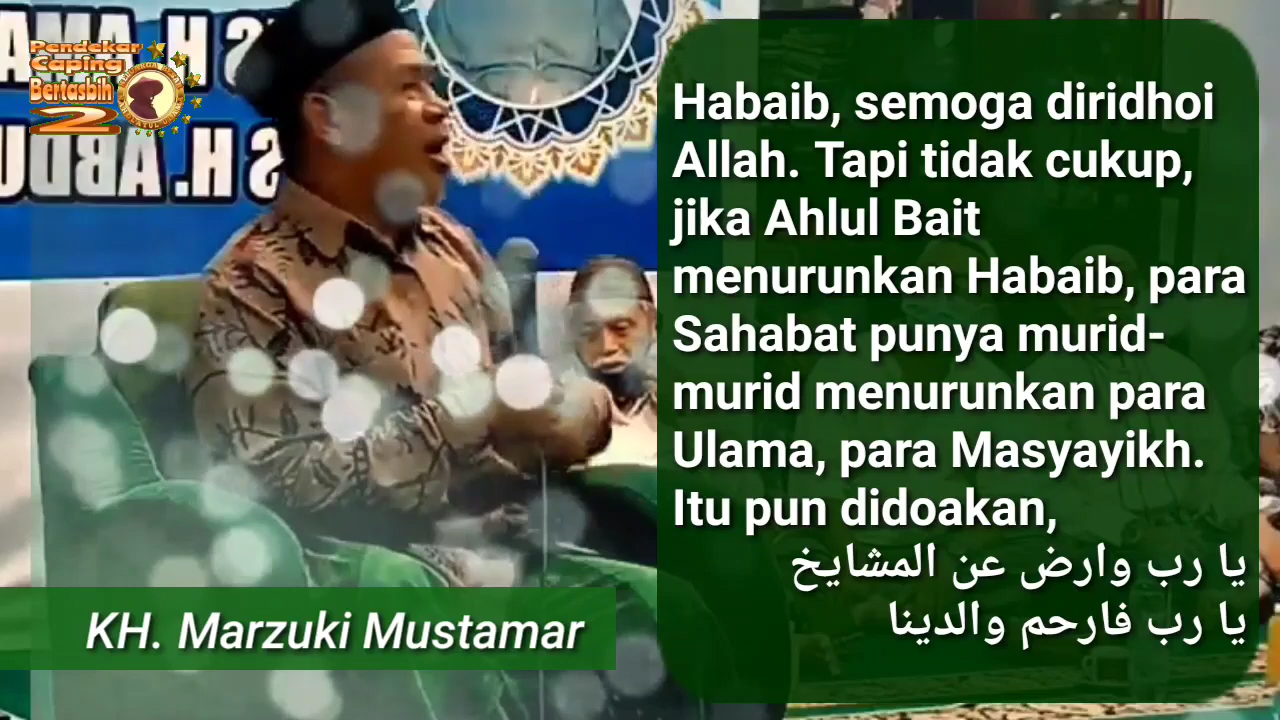 Pendekar
Caping
Bertasbih
2
Habaib, semoga diridhoi
Allah. Tapi tidak cukup,
jika Ahlul Bait
menurunkan Habaib, para
Sahabat punya murid-
murid menurunkan para
Ulama, para Masyayikh.
Itu pun didoakan,
يا رب وارض عن المشايخ
يا رب فارحم والدينا
KH. Marzuki Mustamar